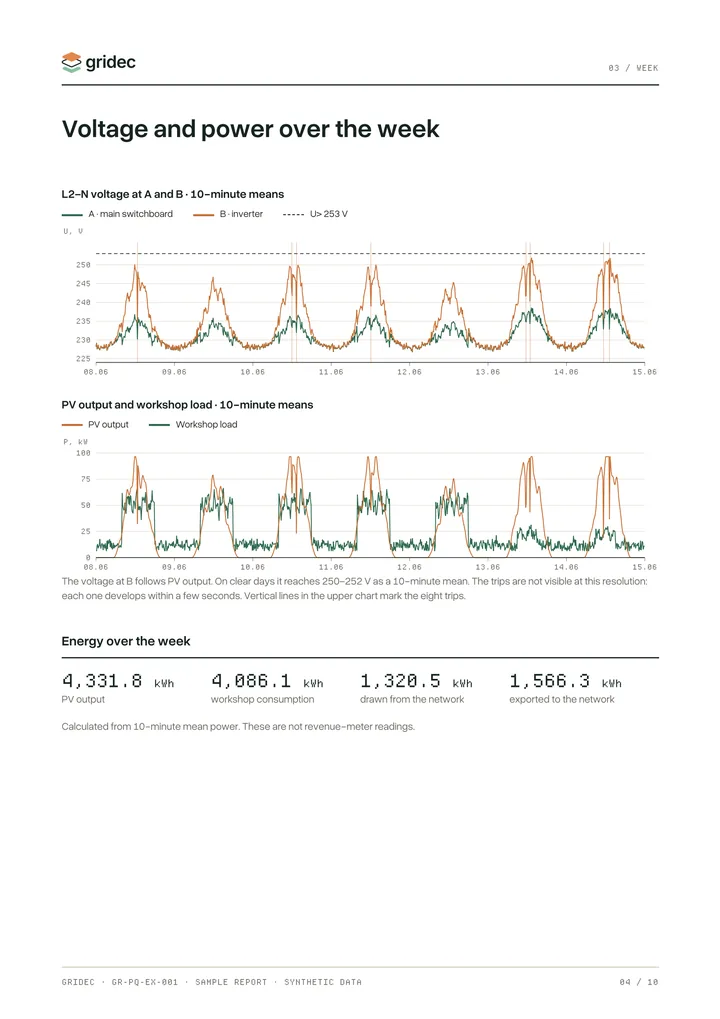 gridec
03 / WEEK
Voltage and power over the week
L2–N voltage at A and B · 10–minute means
A · main switchboard B · inverter U> 253 V
U, V
250
245
240
235
230
225
08.06 09.06 10.06 11.06 12.06 13.06 14.06 15.06
PV output and workshop load · 10–minute means
PV output Workshop load
P, kW
100
75
50
25
0
08.06 09.06 10.06 11.06 12.06 13.06 14.06 15.06
The voltage at B follows PV output. On clear days it reaches 250–252 V as a 10–minute mean. The trips are not visible at this resolution:
each one develops within a few seconds. Vertical lines in the upper chart mark the eight trips.
Energy over the week
4,331.8 kWh 4,086.1 kWh 1,320.5 kWh 1,566.3 kWh
PV output workshop consumption drawn from the network exported to the network
Calculated from 10–minute mean power. These are not revenue–meter readings.
GRIDEC · GR-PQ-EX-001 · SAMPLE REPORT · SYNTHETIC DATA 04 / 10